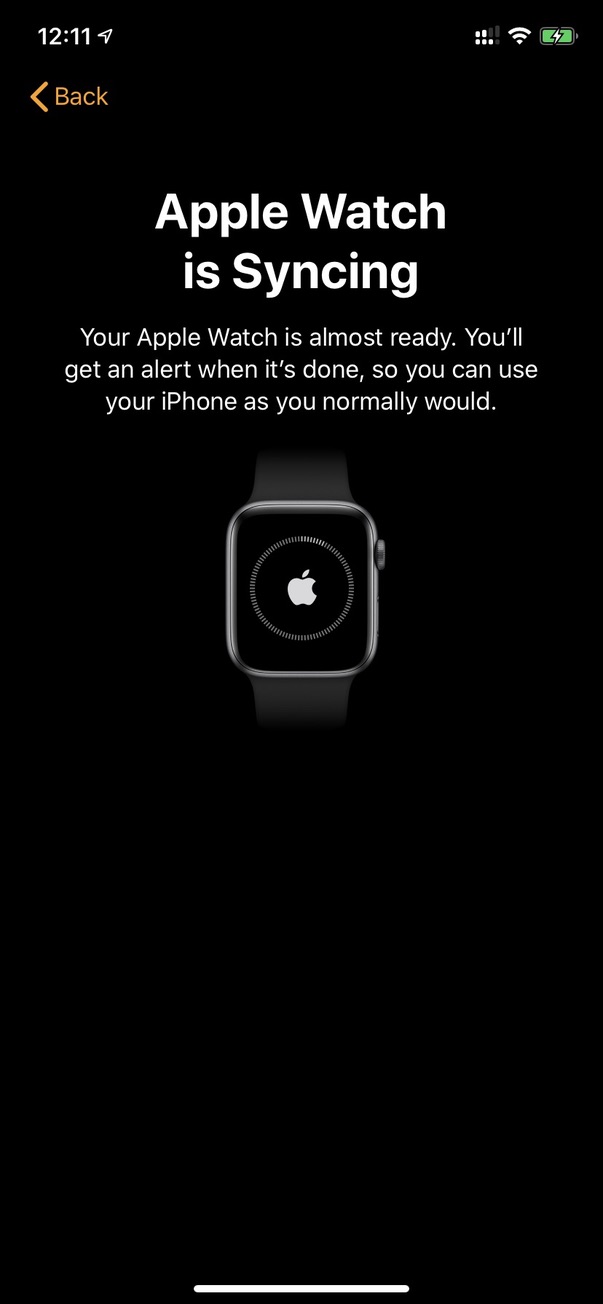 12:11
Back
Apple Watch
is Syncing
Your Apple Watch is almost ready. You’ll
get an alert when it’s done, so you can use
your iPhone as you normally would.